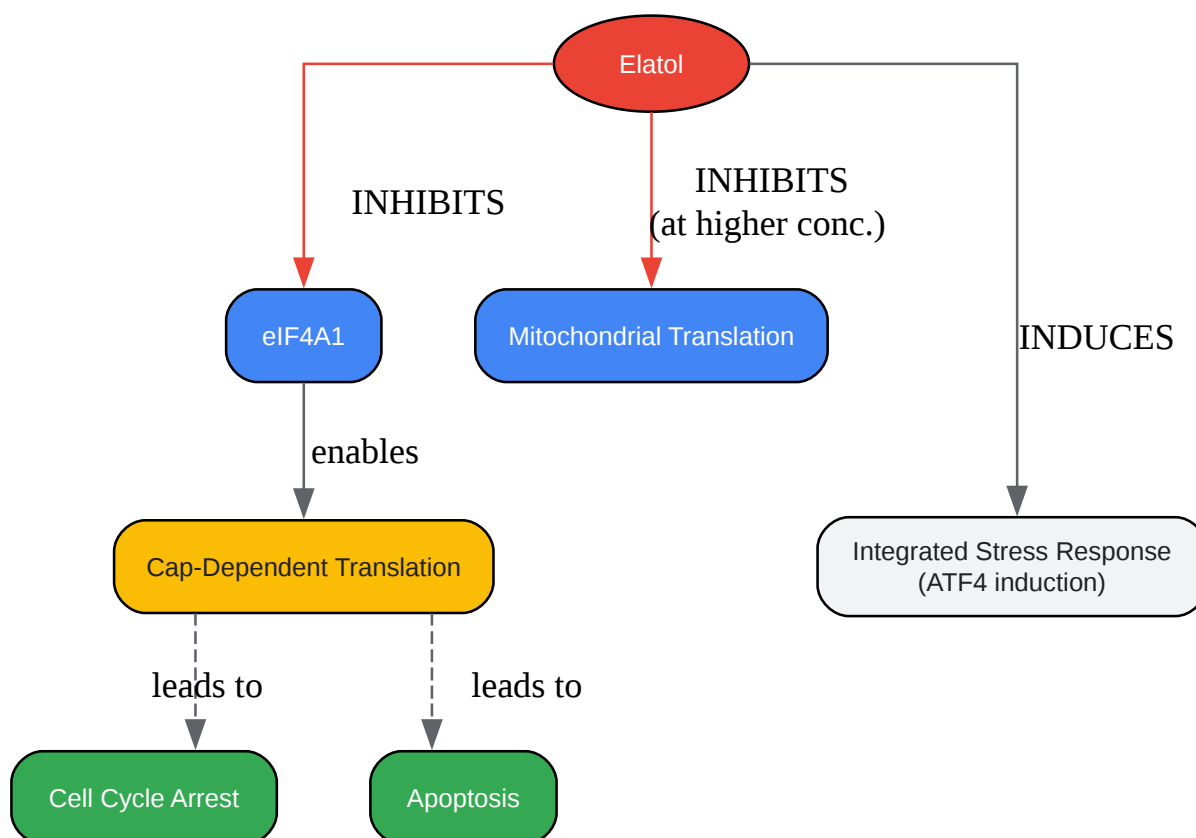 Elatol
INHIBITS
INHIBITS
(at higher conc.)
eIF4A1
Mitochondrial Translation
INDUCES
enables
Cap-Dependent Translation
Integrated Stress Response
(ATF4 induction)
leads to
leads to
Cell Cycle Arrest
Apoptosis